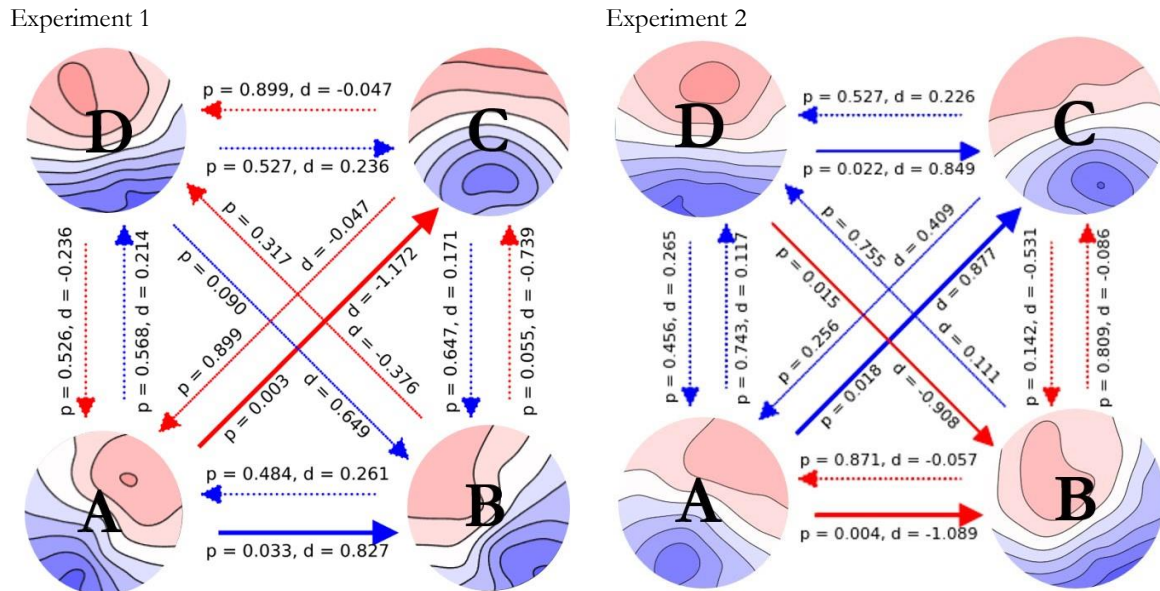 Experiment 1
Experiment 2
D
p = 0.899, d = -0.047
p = 0.527, d = 0.236
C
p = 0.526, d = -0.236
p = 0.568, d = 0.214
p = 0.317
d = -0.376
p = 0.090
d = 0.649
d = -0.047
p = 0.899
d = -1.172
p = 0.003
p = 0.647, d = 0.171
p = 0.055, d = -0.739
A
p = 0.484, d = 0.261
p = 0.033, d = 0.827
B
D
p = 0.527, d = 0.226
p = 0.022, d = 0.849
C
p = 0.456, d = 0.265
p = 0.743, d = 0.117
p = 0.755
d = 0.111
p = 0.015
d = -0.908
d = 0.409
p = 0.256
d = 0.877
p = 0.018
p = 0.142, d = -0.531
p = 0.809, d = -0.086
A
p = 0.871, d = -0.057
p = 0.004, d = -1.089
B